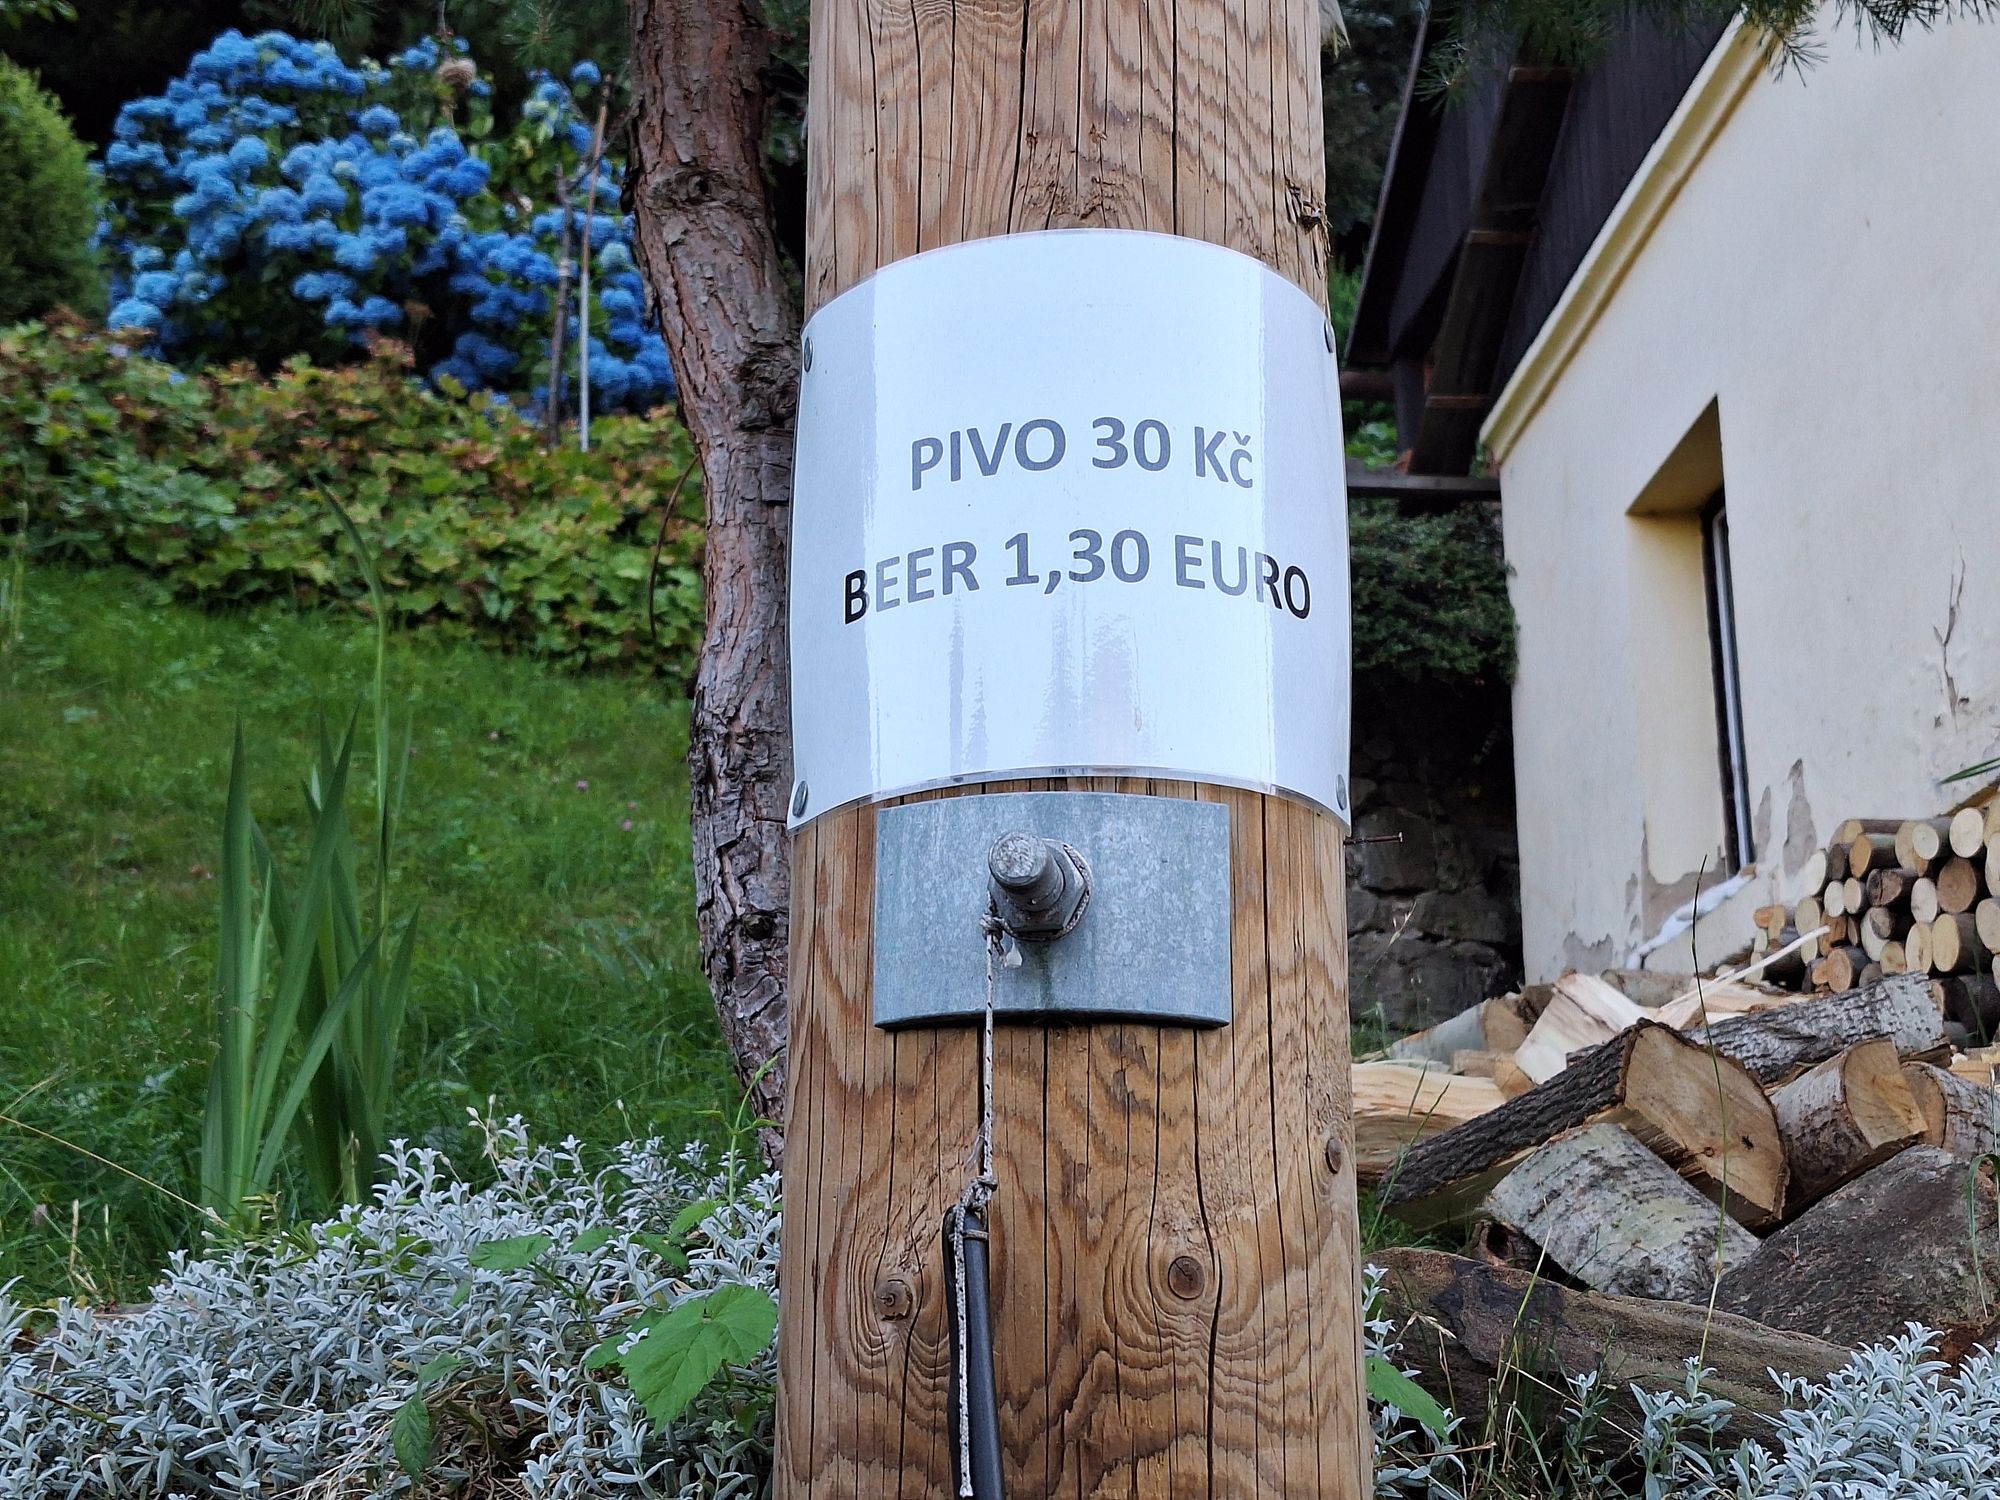 PIVO 30 Kč
BEER 1,30 EURO